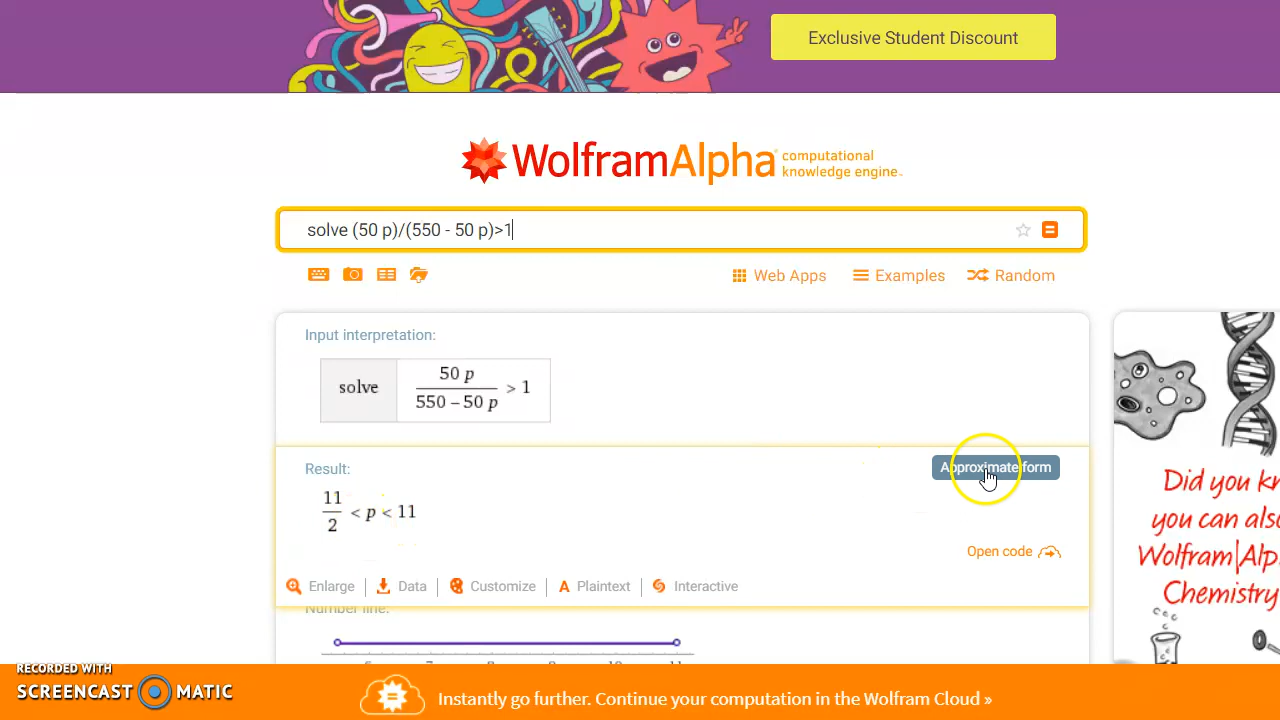 Exclusive Student Discount
WolframAlpha computational knowledge engine™
solve (50 p)/(550 - 50 p)>1
Web Apps Examples Random
Input interpretation:
solve 50 p / 550 – 50 p > 1
Result:
Approximate form
11/2 < p < 11
Open code
Enlarge Data Customize A Plaintext Interactive
Number line:
Did you k
you can als
Wolfram|Alp
Chemistry
RECORDED WITH
SCREENCAST MATIC
Instantly go further. Continue your computation in the Wolfram Cloud »